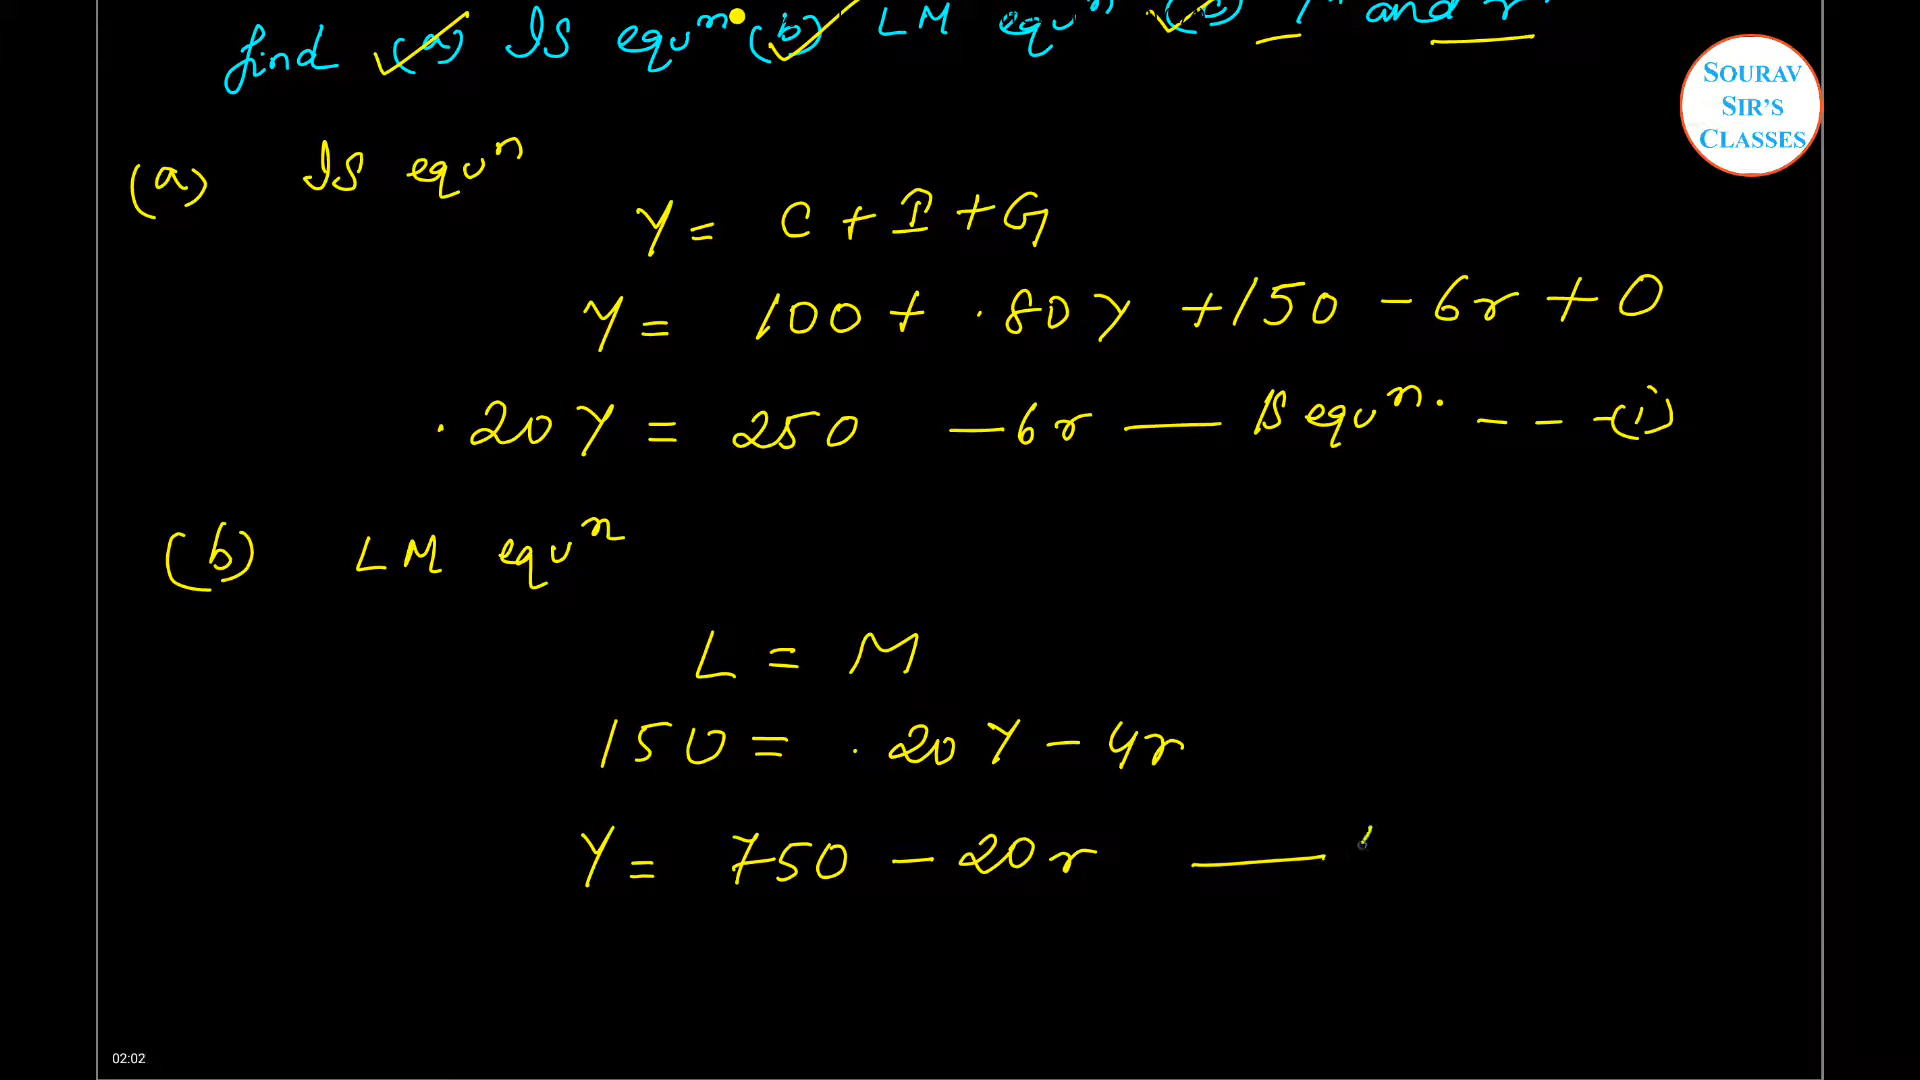 find (a) IS equⁿ (b) LM equⁿ (c) Y* and r*
SOURAV
SIR'S
CLASSES
(a) IS equⁿ
Y = C + I + G
Y = 100 + .80Y + 150 - 6r + 0
.20Y = 250 - 6r — IS equⁿ. - - -(i)
(b) LM equⁿ
L = M
150 = .20Y - 4r
Y = 750 - 20r —
02:02